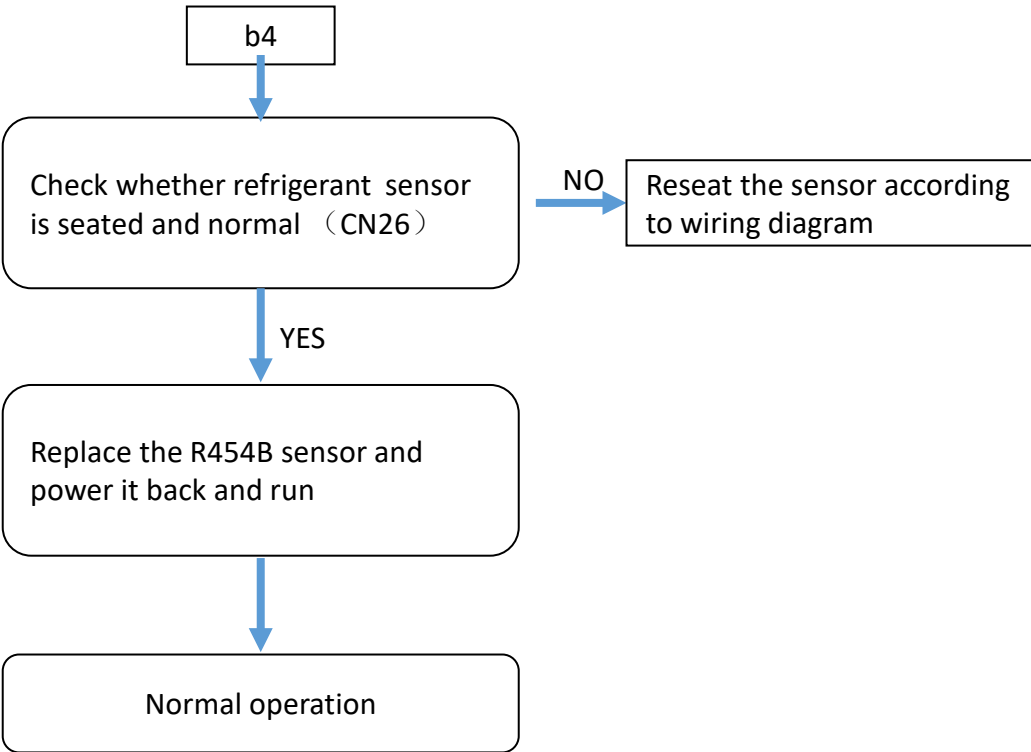 b4
Check whether refrigerant  sensor
is seated and normal （CN26）
NO
Reseat the sensor according
to wiring diagram
YES
Replace the R454B sensor and
power it back and run
Normal operation